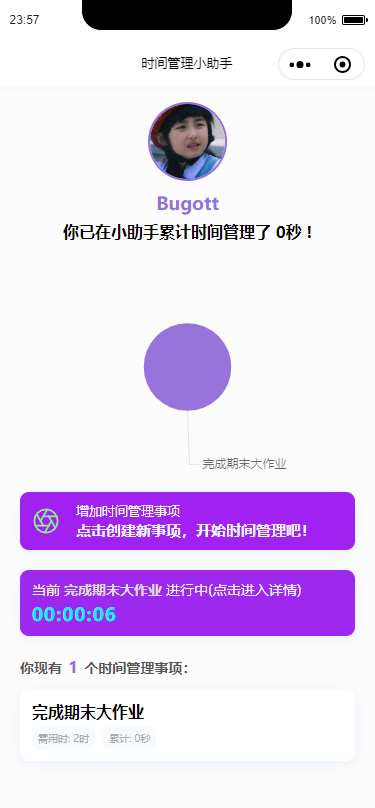 23:57
100%
时间管理小助手
Bugott
你已在小助手累计时间管理了 0秒！
完成期末大作业
增加时间管理事项
点击创建新事项，开始时间管理吧！
当前 完成期末大作业 进行中(点击进入详情)
00:00:06
你现有 1 个时间管理事项：
完成期末大作业
需用时: 2时 累计: 0秒